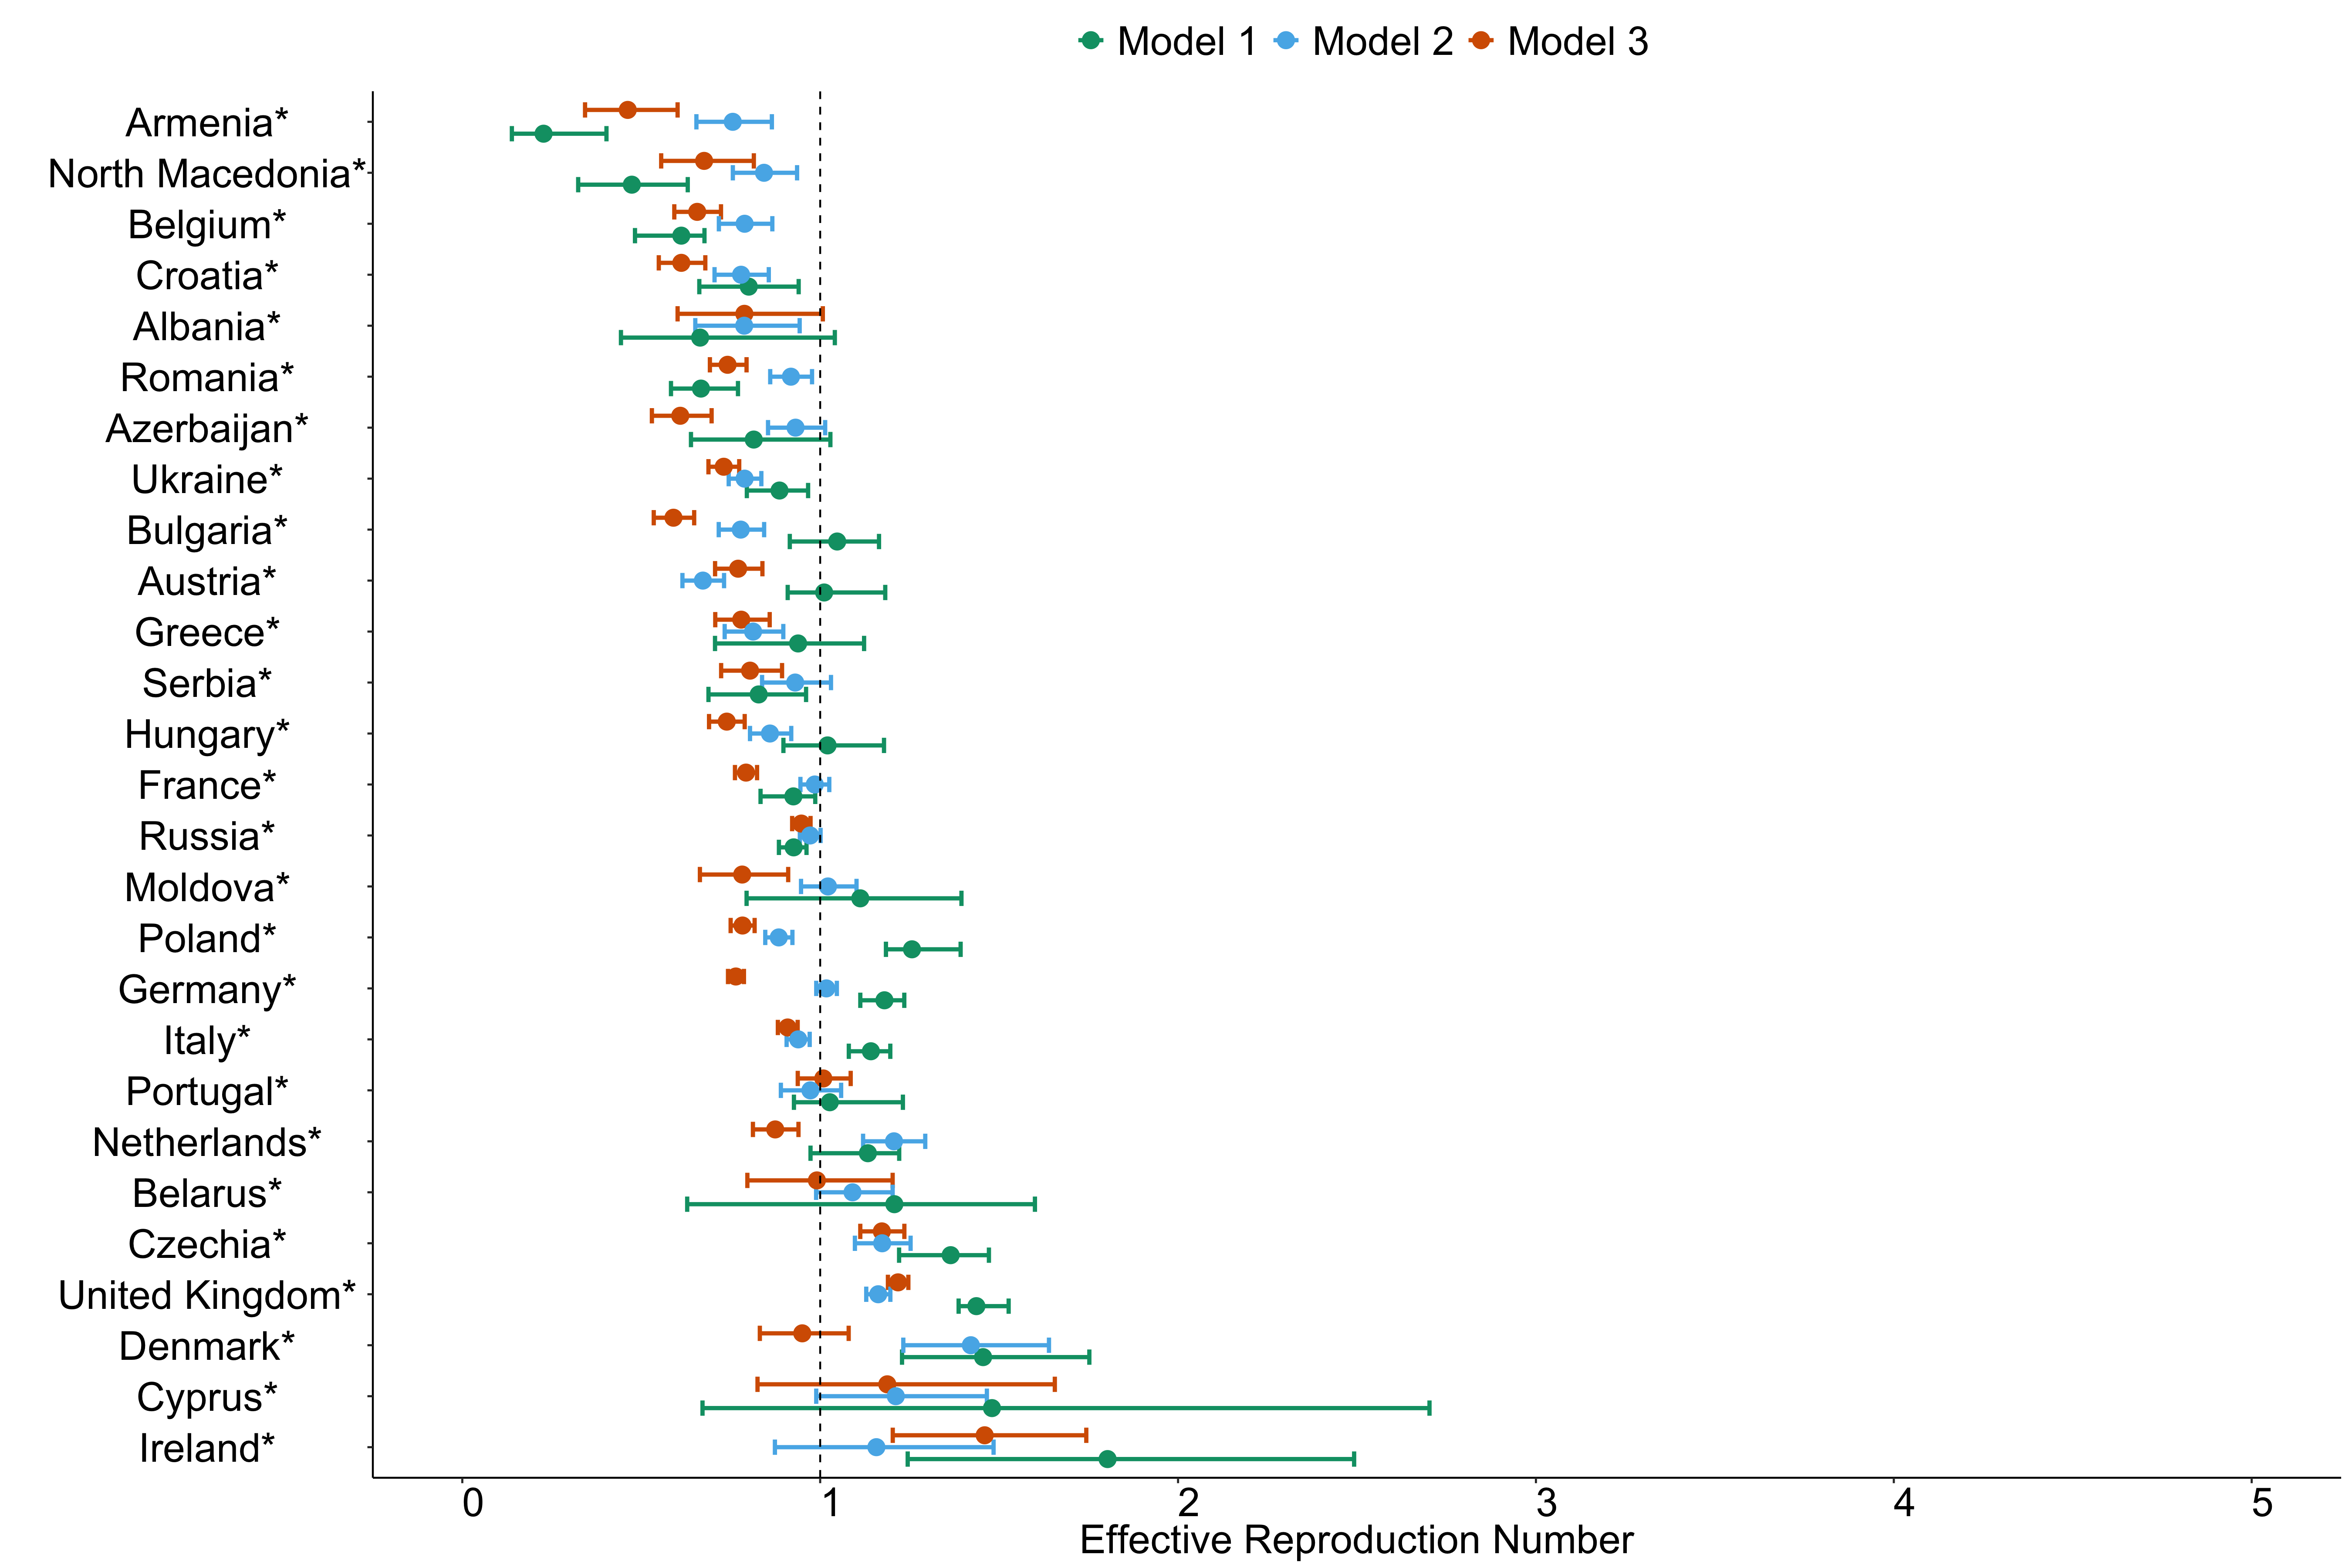 Model 1 Model 2 Model 3
Armenia*
North Macedonia*
Belgium*
Croatia*
Albania*
Romania*
Azerbaijan*
Ukraine*
Bulgaria*
Austria*
Greece*
Serbia*
Hungary*
France*
Russia*
Moldova*
Poland*
Germany*
Italy*
Portugal*
Netherlands*
Belarus*
Czechia*
United Kingdom*
Denmark*
Cyprus*
Ireland*
0 1 2 3 4 5
Effective Reproduction Number